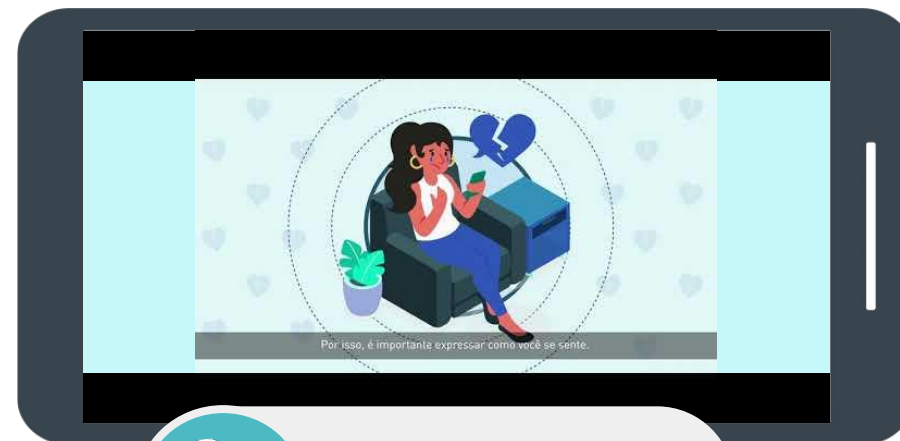 Por isso, é importante expressar como você se sente.